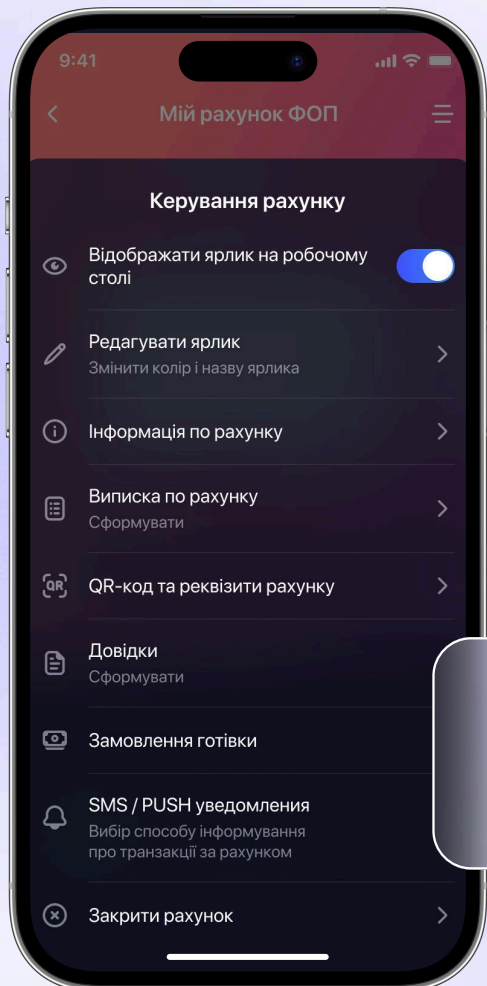 9:41
Мій рахунок ФОП
Керування рахунку
Відображати ярлик на робочому
столі
Редагувати ярлик
Змінити колір і назву ярлика
Інформація по рахунку
Виписка по рахунку
Сформувати
QR
QR-код та реквізити рахунку
Довідки
Сформувати
Замовлення готівки
SMS / PUSH уведомления
Вибір способу інформування
про транзакції за рахунком
Закрити рахунок